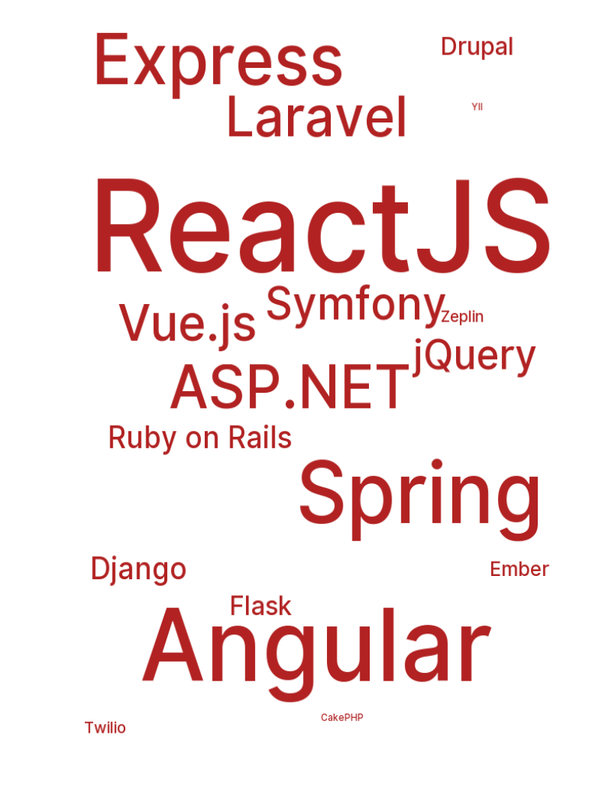 Express
Drupal
Laravel
YII
ReactJS
Symfony
Vue.js
Zeplin
jQuery
ASP.NET
Ruby on Rails
Spring
Django
Ember
Flask
Angular
CakePHP
Twilio